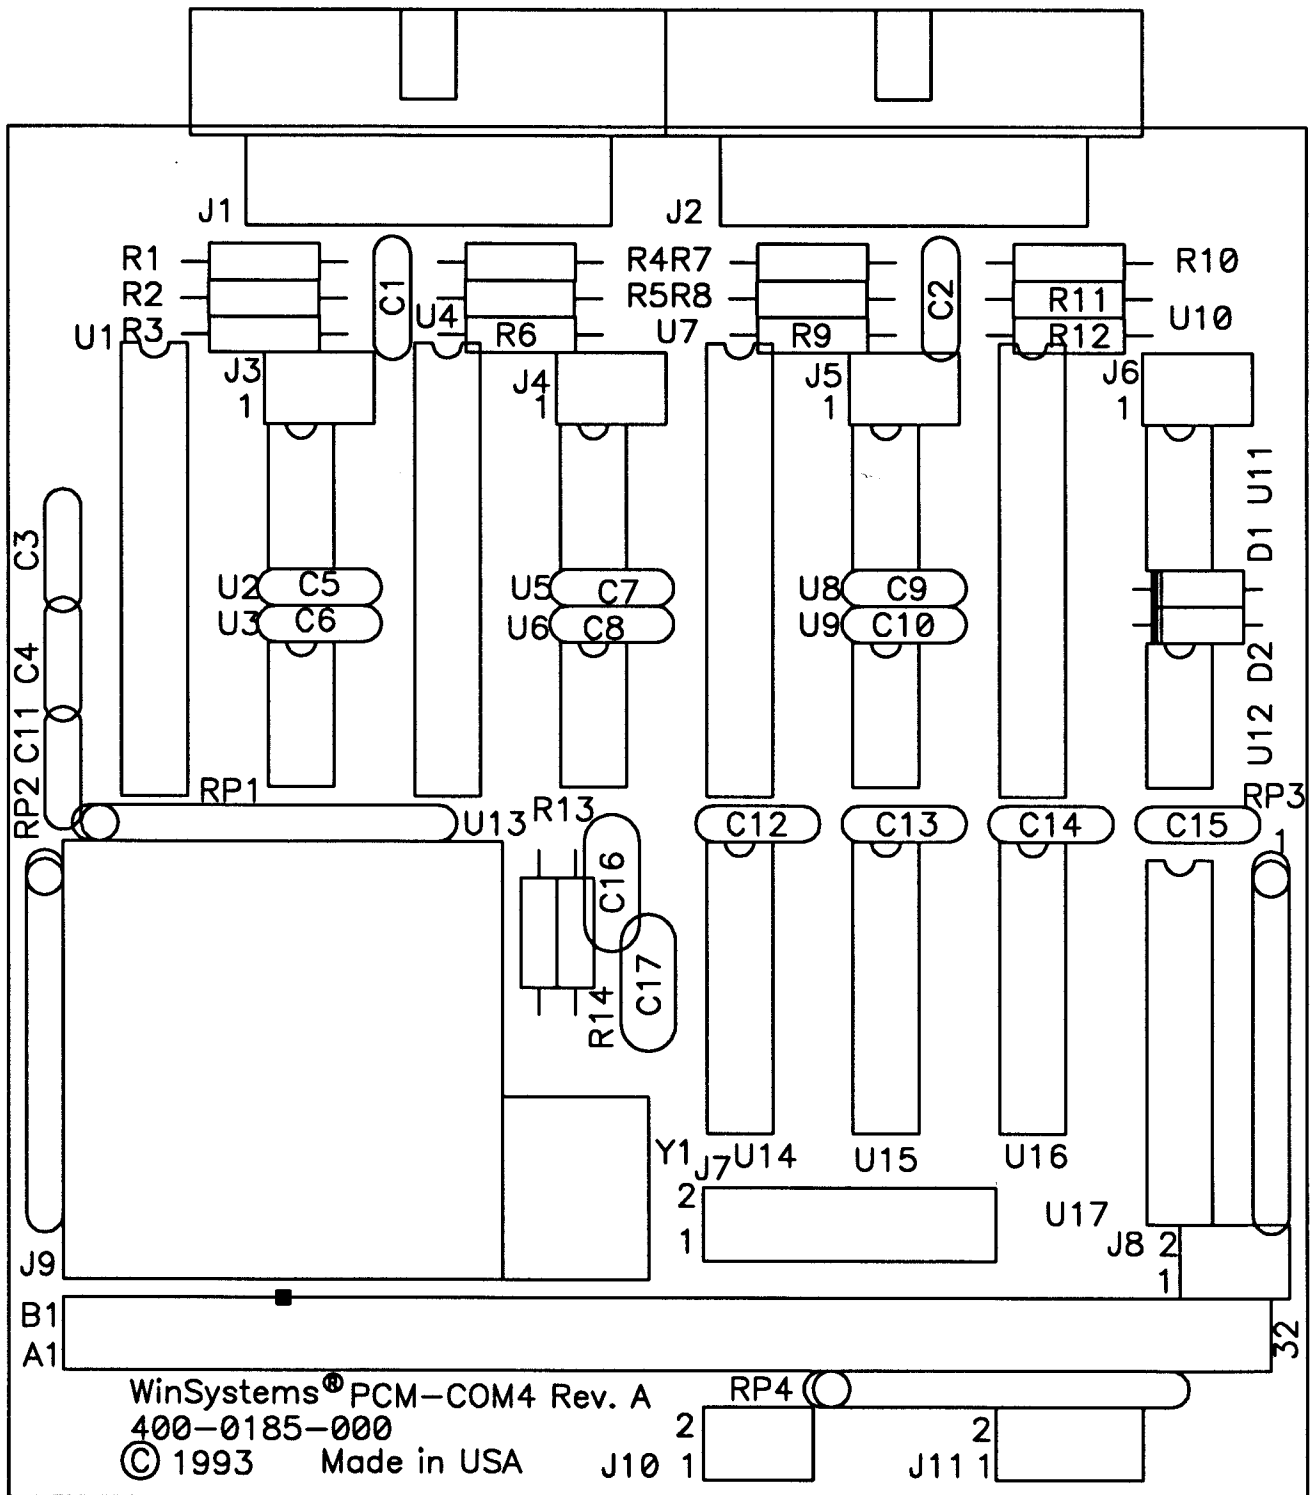 J1
J2
R1
R4R7
R10
R2
C1
R5R8
C2
R11
U1
R3
U4
R6
U7
R9
R12
U10
J3
1
J4
1
J5
1
J6
1
U11
D1
C3
U2
C5
U5
C7
U8
C9
U3
C6
U6
C8
U9
C10
C4
D2
C11
U12
RP2
RP1
U13
R13
C12
C13
C14
C15
RP3
1
C16
C17
R14
Y1
J7
U14
U15
U16
2
1
U17
J8 2
1
J9
B1
A1
32
WinSystems® PCM-COM4 Rev. A
400-0185-000
© 1993 Made in USA
RP4
2
J10 1
2
J11 1